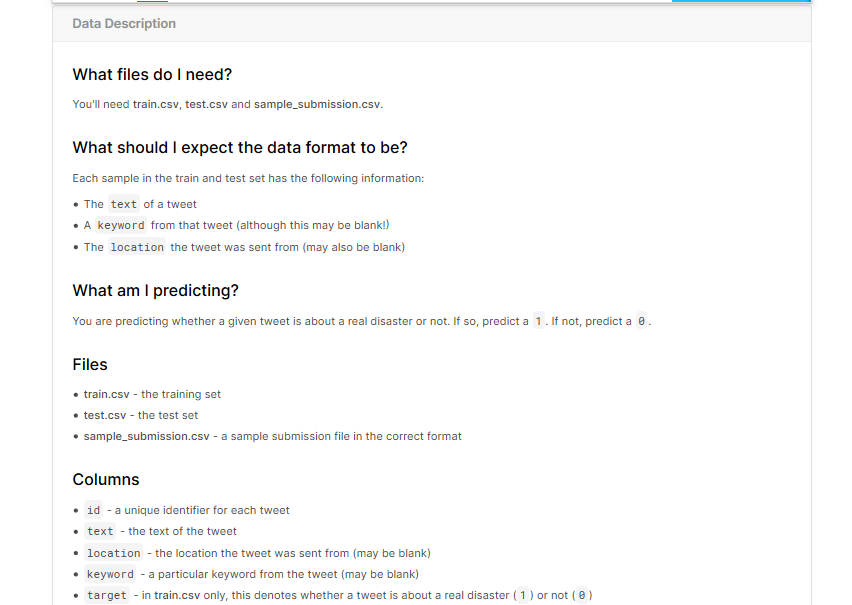 Data Description
What files do I need?
You'll need train.csv, test.csv and sample_submission.csv.
What should I expect the data format to be?
Each sample in the train and test set has the following information:
• The text of a tweet
• A keyword from that tweet (although this may be blank!)
• The location the tweet was sent from (may also be blank)
What am I predicting?
You are predicting whether a given tweet is about a real disaster or not. If so, predict a 1. If not, predict a 0.
Files
• train.csv - the training set
• test.csv - the test set
• sample_submission.csv - a sample submission file in the correct format
Columns
• id - a unique identifier for each tweet
• text - the text of the tweet
• location - the location the tweet was sent from (may be blank)
• keyword - a particular keyword from the tweet (may be blank)
• target - in train.csv only, this denotes whether a tweet is about a real disaster (1) or not (0)